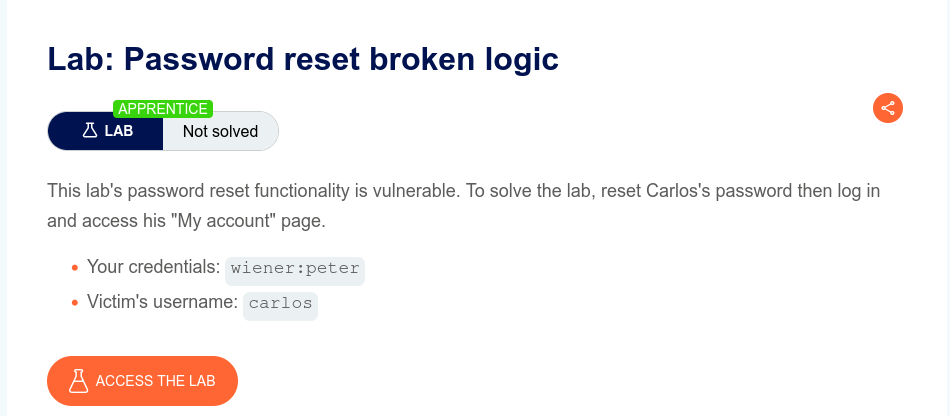 Lab: Password reset broken logic
APPRENTICE
LAB Not solved
This lab's password reset functionality is vulnerable. To solve the lab, reset Carlos's password then log in
and access his "My account" page.
Your credentials: wiener:peter
Victim's username: carlos
ACCESS THE LAB